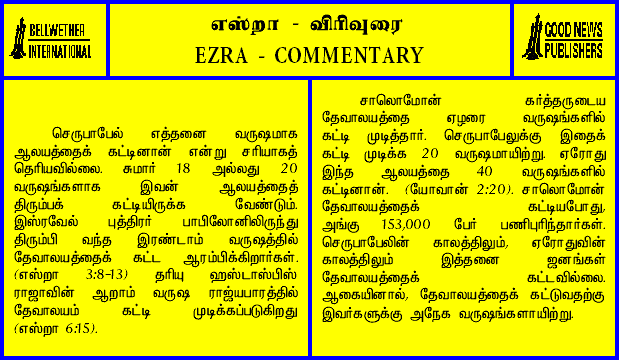 BELLWETHER
INTERNATIONAL
எஸ்றா - விரிவுரை
EZRA - COMMENTARY
GOOD NEWS
PUBLISHERS
செருபாபேல் எத்தனை வருஷமாக
ஆலயத்தைக் கட்டினான் என்று சரியாகத்
தெரியவில்லை. சுமார் 18 அல்லது 20
வருஷங்களாக இவன் ஆலயத்தைத்
திரும்பக் கட்டியிருக்க வேண்டும்.
இஸ்ரவேல் புத்திரர் பாபிலோனிலிருந்து
திரும்பி வந்த இரண்டாம் வருஷத்தில்
தேவாலயத்தைக் கட்ட ஆரம்பிக்கிறார்கள்.
(எஸ்றா 3:8-13) தரியு ஹஸ்டாஸ்பிஸ்
ராஜாவின் ஆறாம் வருஷ ராஜ்யபாரத்தில்
தேவாலயம் கட்டி முடிக்கப்படுகிறது
(எஸ்றா 6:15).
சாலொமோன் கர்த்தருடைய
தேவாலயத்தை ஏழரை வருஷங்களில்
கட்டி முடித்தார். செருபாபேலுக்கு இதைக்
கட்டி முடிக்க 20 வருஷமாயிற்று. ஏரோது
இந்த ஆலயத்தை 40 வருஷங்களில்
கட்டினான். (யோவான் 2:20). சாலொமோன்
தேவாலயத்தைக் கட்டியபோது,
அங்கு 153,000 பேர் பணிபுரிந்தார்கள்.
செருபாபேலின் காலத்திலும், ஏரோதுவின்
காலத்திலும் இத்தனை ஜனங்கள்
தேவாலயத்தைக் கட்டவில்லை.
ஆகையினால், தேவாலயத்தைக் கட்டுவதற்கு
இவர்களுக்கு அநேக வருஷங்களாயிற்று.